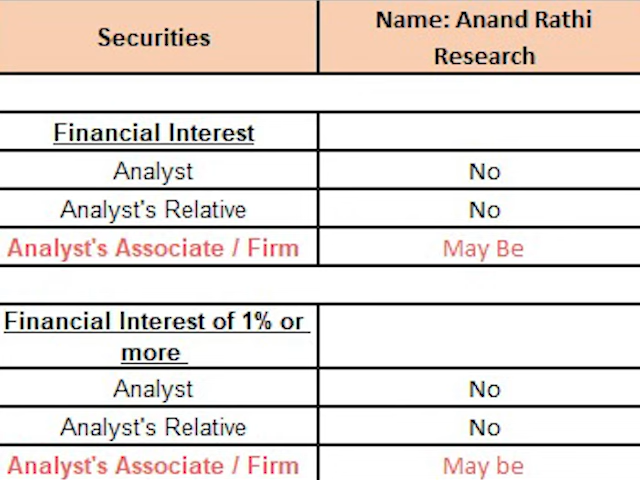 Securities
Name: Anand Rathi
Research
Financial Interest
Analyst No
Analyst's Relative No
Analyst's Associate / Firm May Be
Financial Interest of 1% or
more
Analyst No
Analyst's Relative No
Analyst's Associate / Firm May be